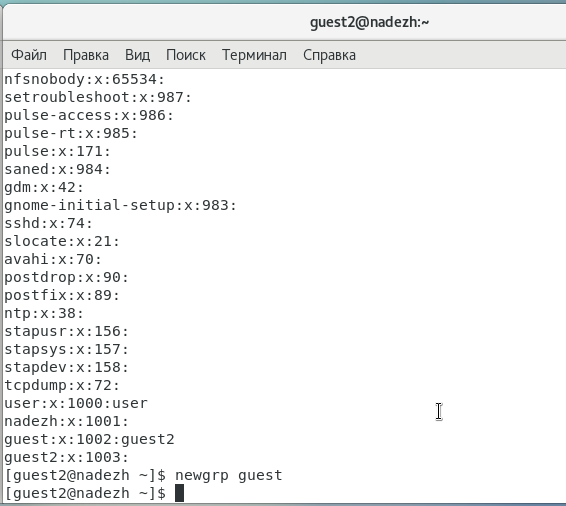 guest2@nadezh:~
Файл Правка Вид Поиск Терминал Справка
nfsnobody:x:65534:
setroubleshoot:x:987:
pulse-access:x:986:
pulse-rt:x:985:
pulse:x:171:
saned:x:984:
gdm:x:42:
gnome-initial-setup:x:983:
sshd:x:74:
slocate:x:21:
avahi:x:70:
postdrop:x:90:
postfix:x:89:
ntp:x:38:
stapusr:x:156:
stapsys:x:157:
stapdev:x:158:
tcpdump:x:72:
user:x:1000:user
nadezh:x:1001:
guest:x:1002:guest2
guest2:x:1003:
[guest2@nadezh ~]$ newgrp guest
[guest2@nadezh ~]$